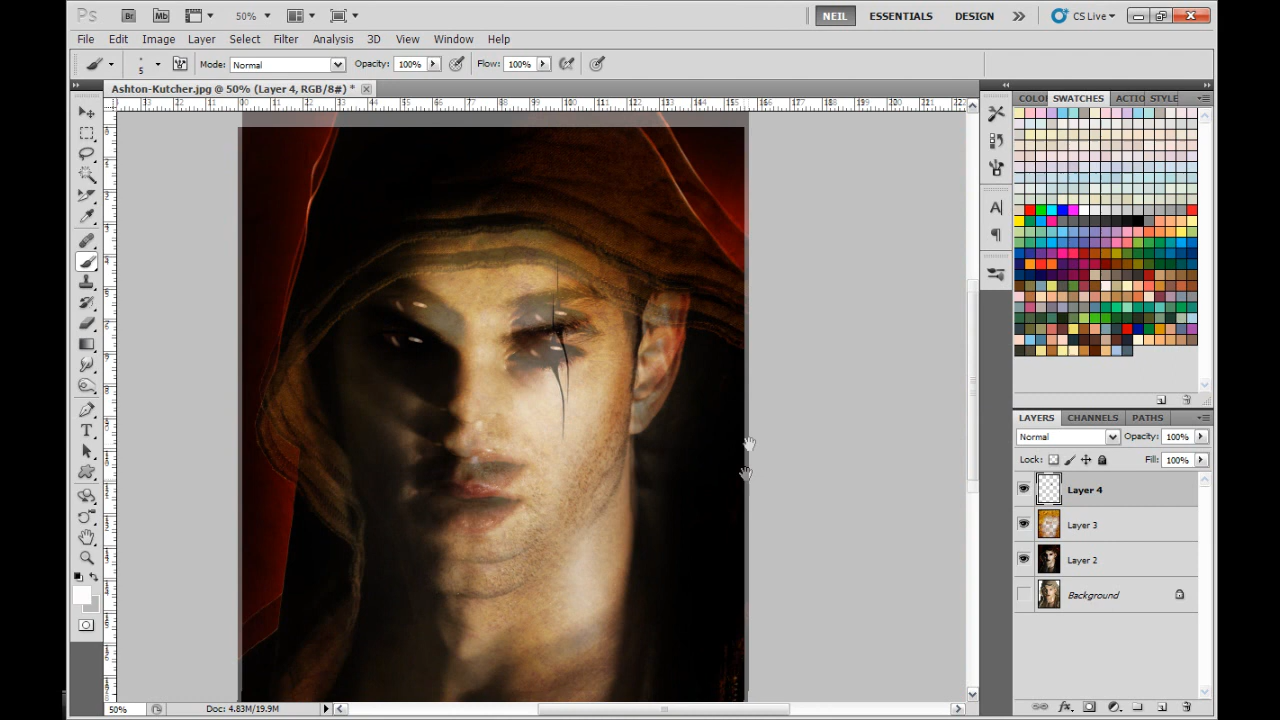 Ps Br Mb 50% NEIL ESSENTIALS DESIGN CS Live
File Edit Image Layer Select Filter Analysis 3D View Window Help
5 Mode: Normal Opacity: 100% Flow: 100%
Ashton-Kutcher.jpg @ 50% (Layer 4, RGB/8#) *
COLO SWATCHES ACTIO STYLE
LAYERS CHANNELS PATHS
Normal Opacity: 100%
Lock: Fill: 100%
Layer 4
Layer 3
Layer 2
Background
50% Doc: 4.83M/19.9M